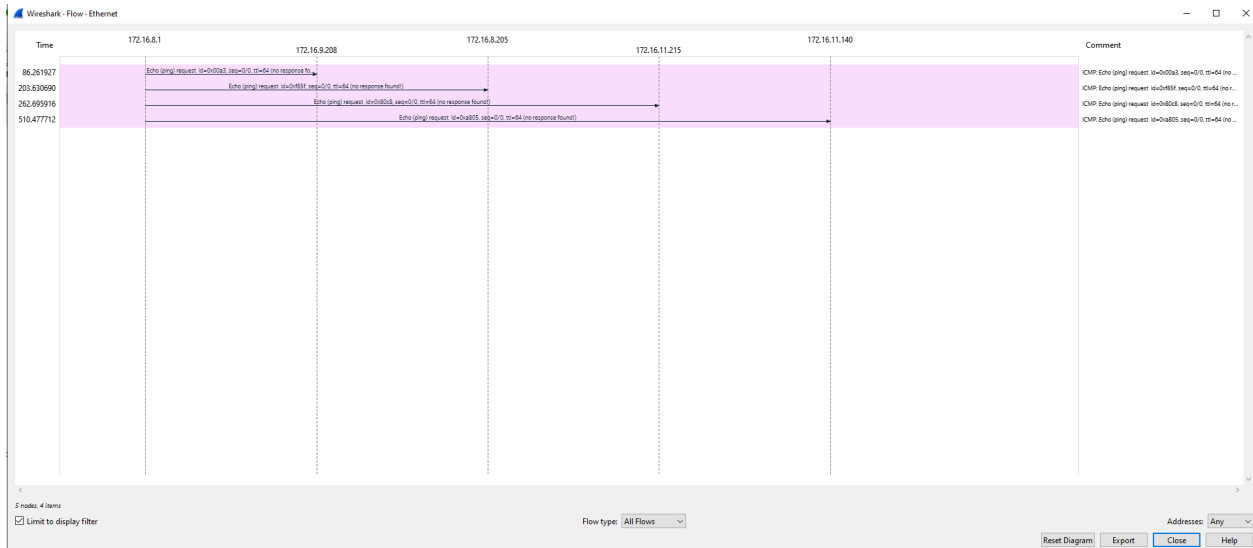 Wireshark · Flow · Ethernet
Time 172.16.8.1 172.16.9.208 172.16.8.205 172.16.11.215 172.16.11.140 Comment
86.261927 Echo (ping) request id=0x00a3, seq=0/0, ttl=64 (no response fo... ICMP: Echo (ping) request id=0x00a3, seq=0/0, ttl=64 (no ...
203.630690 Echo (ping) request id=0xf85f, seq=0/0, ttl=64 (no response found!) ICMP: Echo (ping) request id=0xf85f, seq=0/0, ttl=64 (no r...
262.695916 Echo (ping) request id=0x80c8, seq=0/0, ttl=64 (no response found!) ICMP: Echo (ping) request id=0x80c8, seq=0/0, ttl=64 (no r...
510.477712 Echo (ping) request id=0xa805, seq=0/0, ttl=64 (no response found!) ICMP: Echo (ping) request id=0xa805, seq=0/0, ttl=64 (no ...
5 nodes, 4 items
Limit to display filter Flow type: All Flows Addresses: Any
Reset Diagram Export Close Help